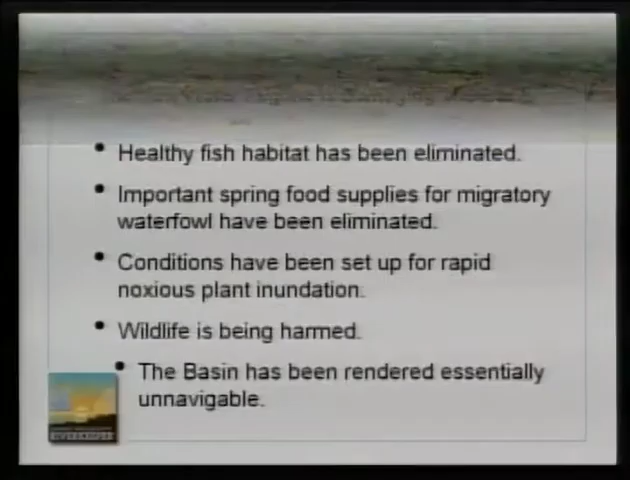 • Healthy fish habitat has been eliminated.
• Important spring food supplies for migratory
waterfowl have been eliminated.
• Conditions have been set up for rapid
noxious plant inundation.
• Wildlife is being harmed.
• The Basin has been rendered essentially
unnavigable.